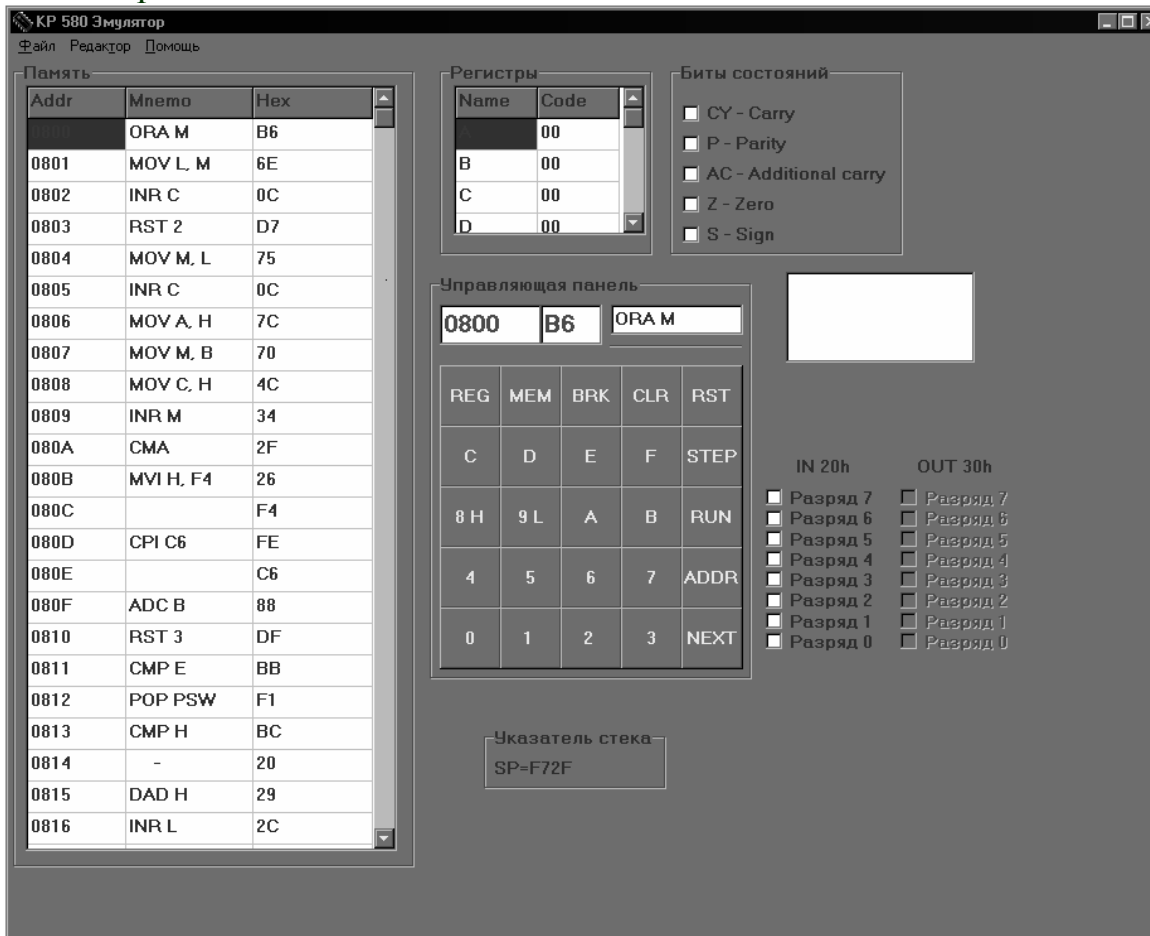 КР 580 Эмулятор
Файл Редактор Помощь
Память
Addr Mnemo Hex
0800 ORA M B6
0801 MOV L, M 6E
0802 INR C 0C
0803 RST 2 D7
0804 MOV M, L 75
0805 INR C 0C
0806 MOV A, H 7C
0807 MOV M, B 70
0808 MOV C, H 4C
0809 INR M 34
080A CMA 2F
080B MVI H, F4 26
080C F4
080D CPI C6 FE
080E C6
080F ADC B 88
0810 RST 3 DF
0811 CMP E BB
0812 POP PSW F1
0813 CMP H BC
0814 - 20
0815 DAD H 29
0816 INR L 2C
Регистры
Name Code
A 00
B 00
C 00
D 00
Биты состояний
CY - Carry
P - Parity
AC - Additional carry
Z - Zero
S - Sign
Управляющая панель
0800 B6 ORA M
REG MEM BRK CLR RST
C D E F STEP
8 H 9 L A B RUN
4 5 6 7 ADDR
0 1 2 3 NEXT
IN 20h OUT 30h
Разряд 7 Разряд 7
Разряд 6 Разряд 6
Разряд 5 Разряд 5
Разряд 4 Разряд 4
Разряд 3 Разряд 3
Разряд 2 Разряд 2
Разряд 1 Разряд 1
Разряд 0 Разряд 0
Указатель стека
SP=F72F